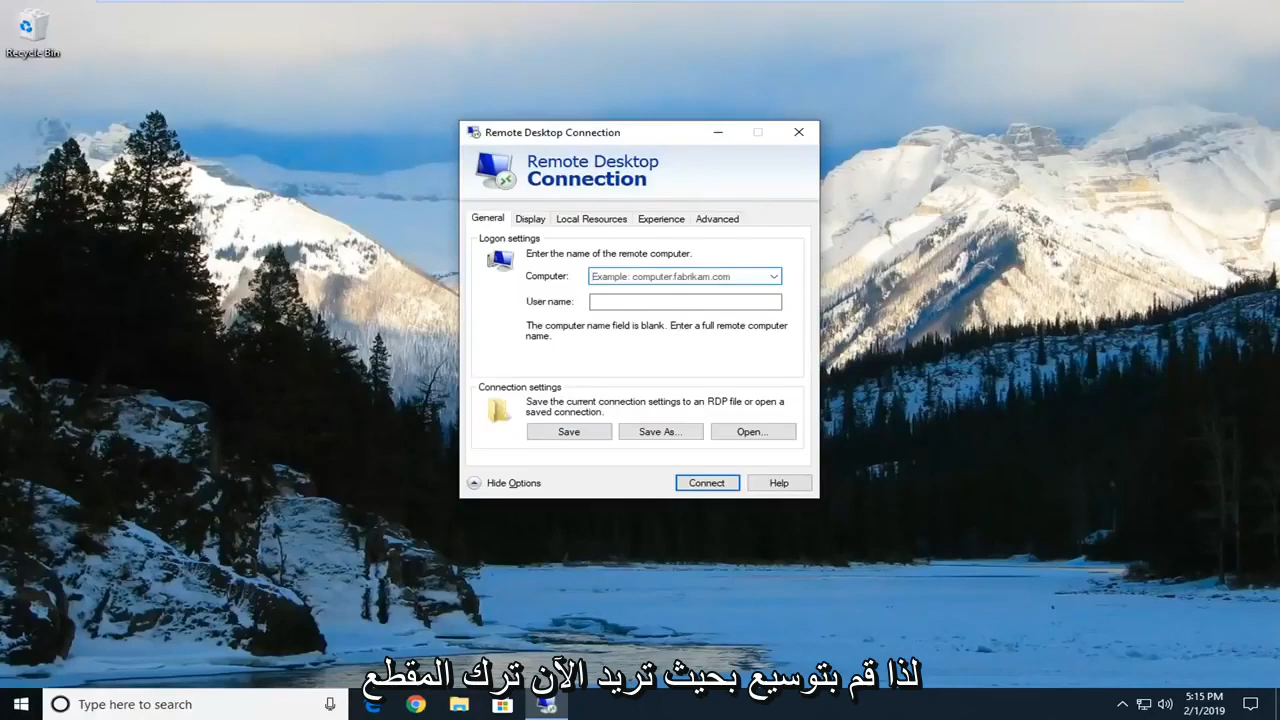 Recycle Bin
Remote Desktop Connection
Remote Desktop
Connection
General
Display
Local Resources
Experience
Advanced
Logon settings
Enter the name of the remote computer.
Computer:
Example: computer.fabrikam.com
User name:
The computer name field is blank. Enter a full remote computer
name.
Connection settings
Save the current connection settings to an RDP file or open a
saved connection.
Save
Save As...
Open...
Hide Options
Connect
Help
لذا قم بتوسيع بحيث تريد الآن ترك المقطع
Type here to search
5:15 PM
2/1/2019